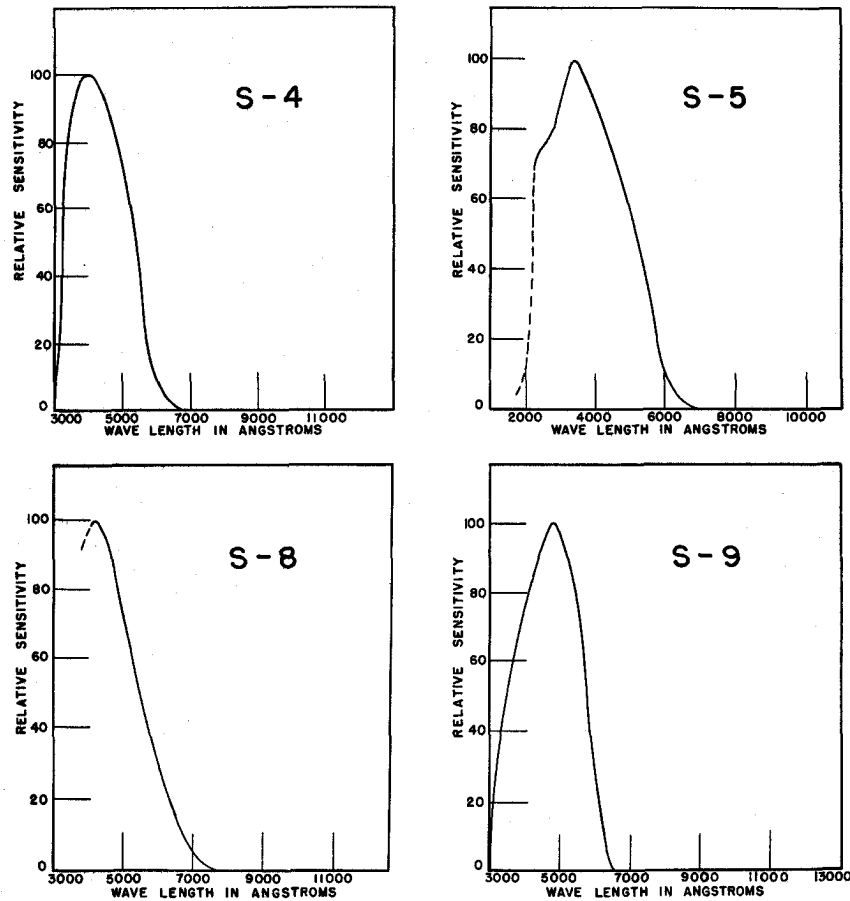 S-4
RELATIVE SENSITIVITY
100
80
60
40
20
0
3000 5000 7000 9000 11000
WAVE LENGTH IN ANGSTROMS
S-5
RELATIVE SENSITIVITY
100
80
60
40
20
0
2000 4000 6000 8000 10000
WAVE LENGTH IN ANGSTROMS
S-8
RELATIVE SENSITIVITY
100
80
60
40
20
0
3000 5000 7000 9000 11000
WAVE LENGTH IN ANGSTROMS
S-9
RELATIVE SENSITIVITY
100
80
60
40
20
0
3000 5000 7000 9000 11000 13000
WAVE LENGTH IN ANGSTROMS